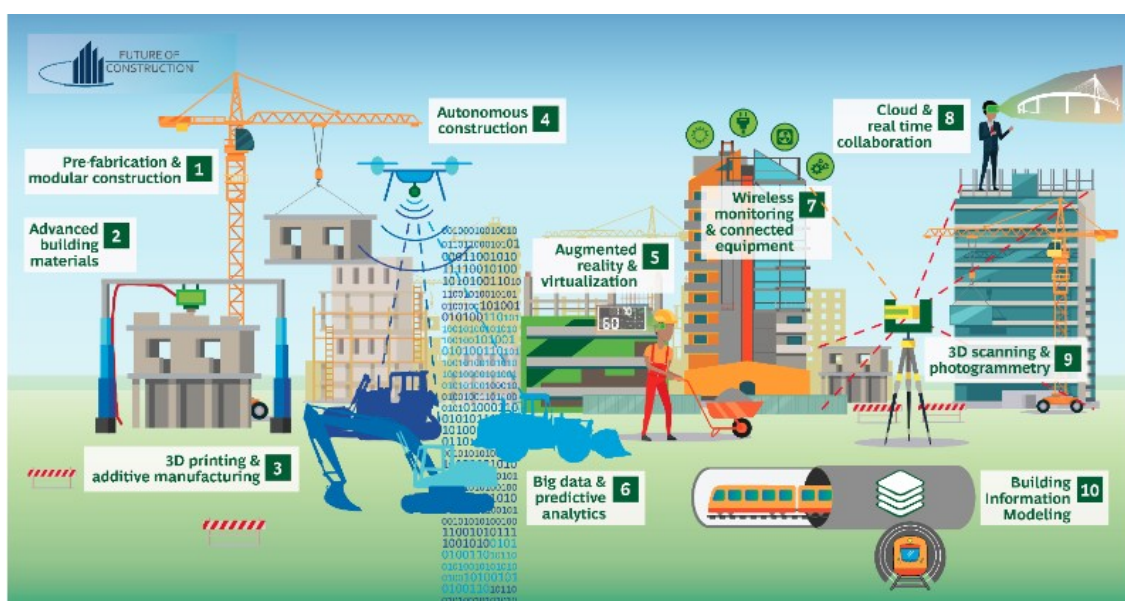 FUTURE OF
CONSTRUCTION
Pre-fabrication &
modular construction
1
Advanced
building
materials
2
3D printing &
additive manufacturing
3
Autonomous
construction
4
Augmented
reality &
virtualization
5
60
Big data &
predictive
analytics
6
Wireless
monitoring
& connected
equipment
7
Cloud &
real time
collaboration
8
3D scanning &
photogrammetry
9
Building
Information
Modeling
10